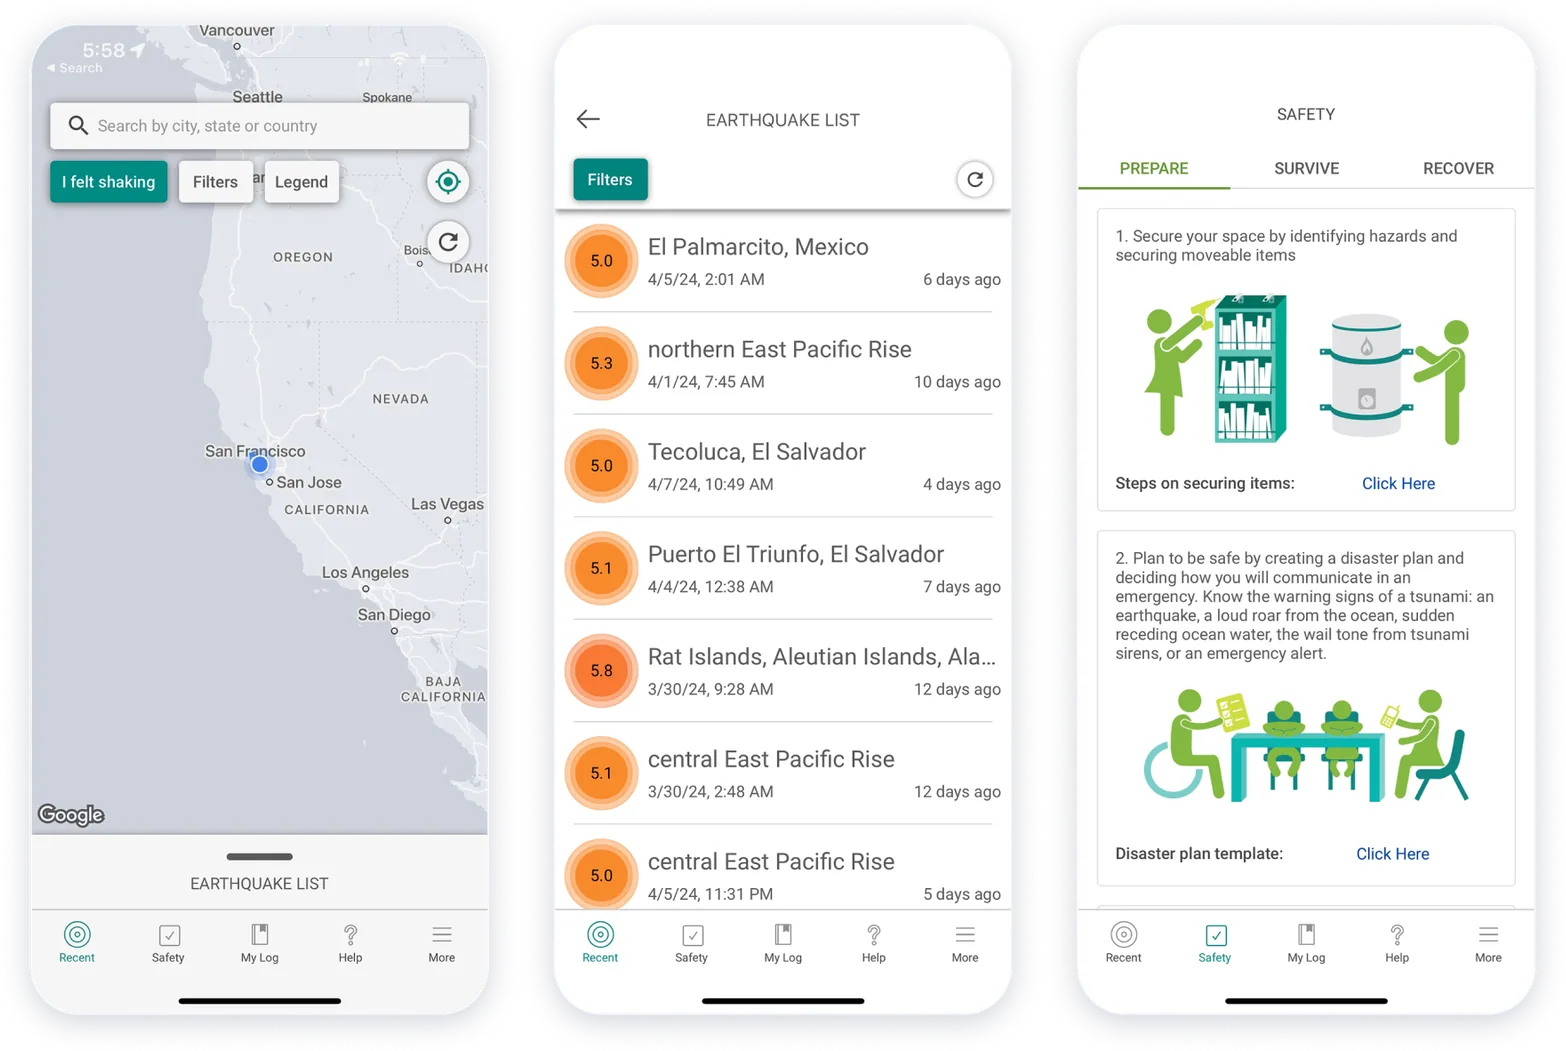 Vancouver
5:58
◂ Search
Seattle
Spokane
Search by city, state or country
I felt shaking
Filters
Legend
OREGON
IDAHO
NEVADA
San Francisco
San Jose
CALIFORNIA
Las Vegas
Los Angeles
San Diego
BAJA
CALIFORNIA
Google
EARTHQUAKE LIST
Recent
Safety
My Log
Help
More
EARTHQUAKE LIST
Filters
5.0
El Palmarcito, Mexico
4/5/24, 2:01 AM
6 days ago
5.3
northern East Pacific Rise
4/1/24, 7:45 AM
10 days ago
5.0
Tecoluca, El Salvador
4/7/24, 10:49 AM
4 days ago
5.1
Puerto El Triunfo, El Salvador
4/4/24, 12:38 AM
7 days ago
5.8
Rat Islands, Aleutian Islands, Ala...
3/30/24, 9:28 AM
12 days ago
5.1
central East Pacific Rise
3/30/24, 2:48 AM
12 days ago
5.0
central East Pacific Rise
4/5/24, 11:31 PM
5 days ago
Recent
Safety
My Log
Help
More
SAFETY
PREPARE
SURVIVE
RECOVER
1. Secure your space by identifying hazards and
securing moveable items
Steps on securing items:
Click Here
2. Plan to be safe by creating a disaster plan and
deciding how you will communicate in an
emergency. Know the warning signs of a tsunami: an
earthquake, a loud roar from the ocean, sudden
receding ocean water, the wail tone from tsunami
sirens, or an emergency alert.
Disaster plan template:
Click Here
Recent
Safety
My Log
Help
More